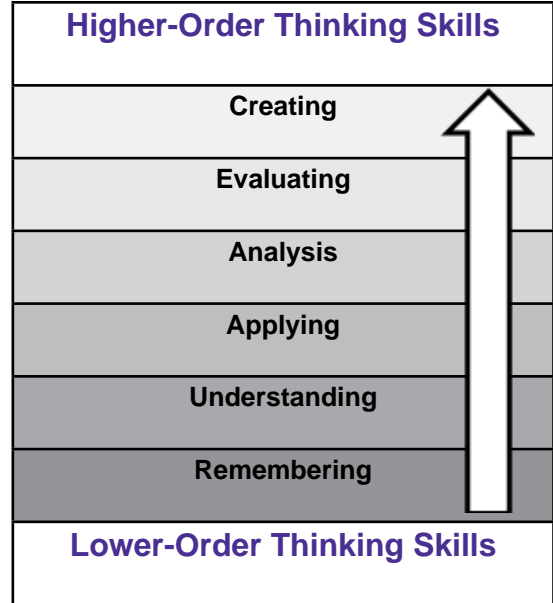 Higher-Order Thinking Skills
Creating
Evaluating
Analysis
Applying
Understanding
Remembering
Lower-Order Thinking Skills